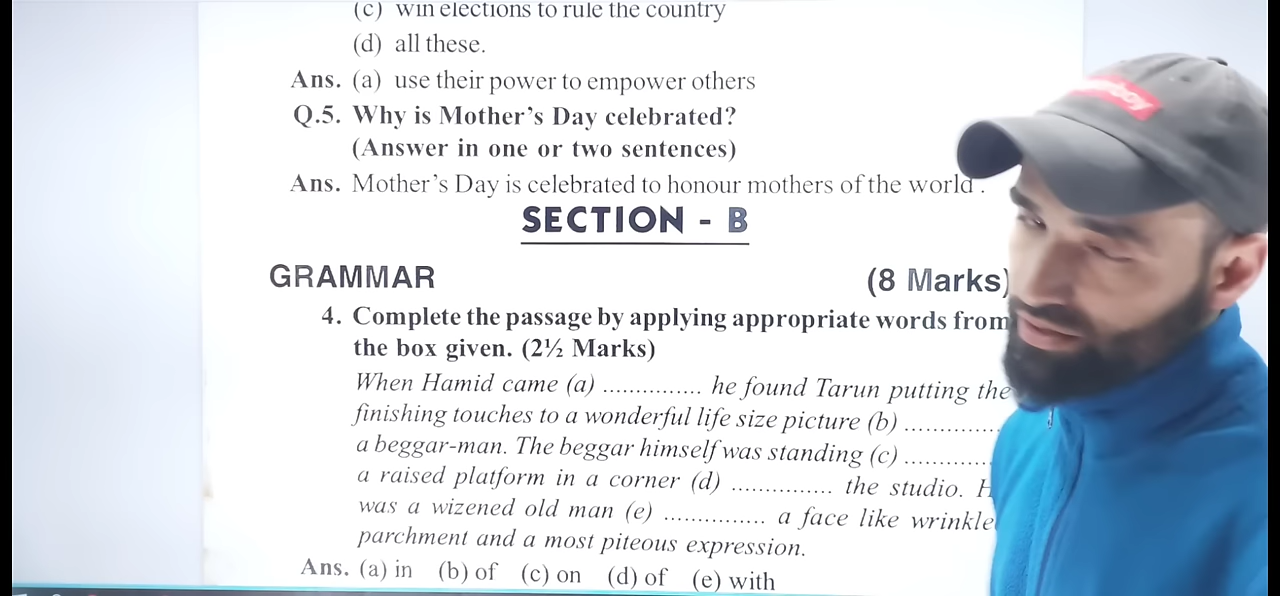 (c) win elections to rule the country
(d) all these.
Ans. (a) use their power to empower others
Q.5. Why is Mother's Day celebrated?
(Answer in one or two sentences)
Ans. Mother's Day is celebrated to honour mothers of the world.
SECTION - B
GRAMMAR (8 Marks)
4. Complete the passage by applying appropriate words from
the box given. (2½ Marks)
When Hamid came (a) .............. he found Tarun putting the
finishing touches to a wonderful life size picture (b) .............
a beggar-man. The beggar himself was standing (c) ............
a raised platform in a corner (d) .............. the studio.
was a wizened old man (e) .............. a face like
parchment and a most piteous expression.
Ans. (a) in (b) of (c) on (d) of (e) with